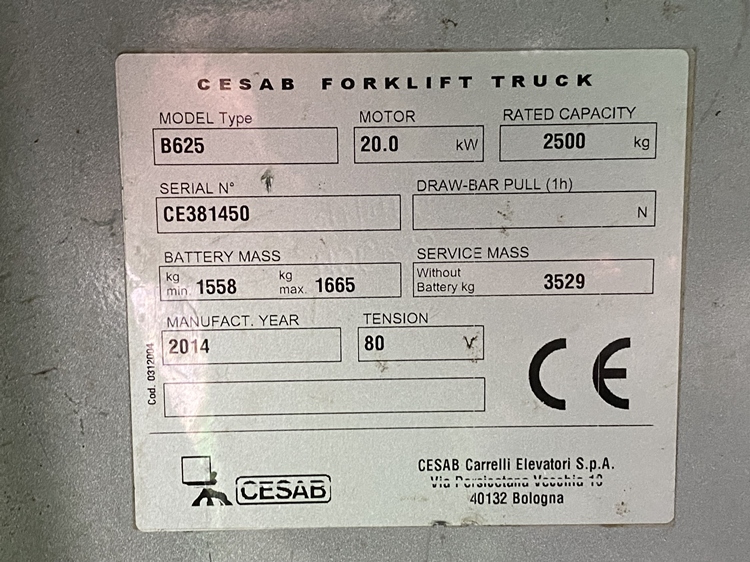 CESAB FORKLIFT TRUCK
MODEL Type MOTOR RATED CAPACITY
B625 20.0 kW 2500 kg
SERIAL N° DRAW-BAR PULL (1h)
CE381450 N
BATTERY MASS SERVICE MASS
kg min. 1558 kg max. 1665 Without Battery kg 3529
MANUFACT. YEAR TENSION
2014 80 V
Cod. 0312004
CE
CESAB
CESAB Carrelli Elevatori S.p.A.
Via Persicetana Vecchia 10
40132 Bologna